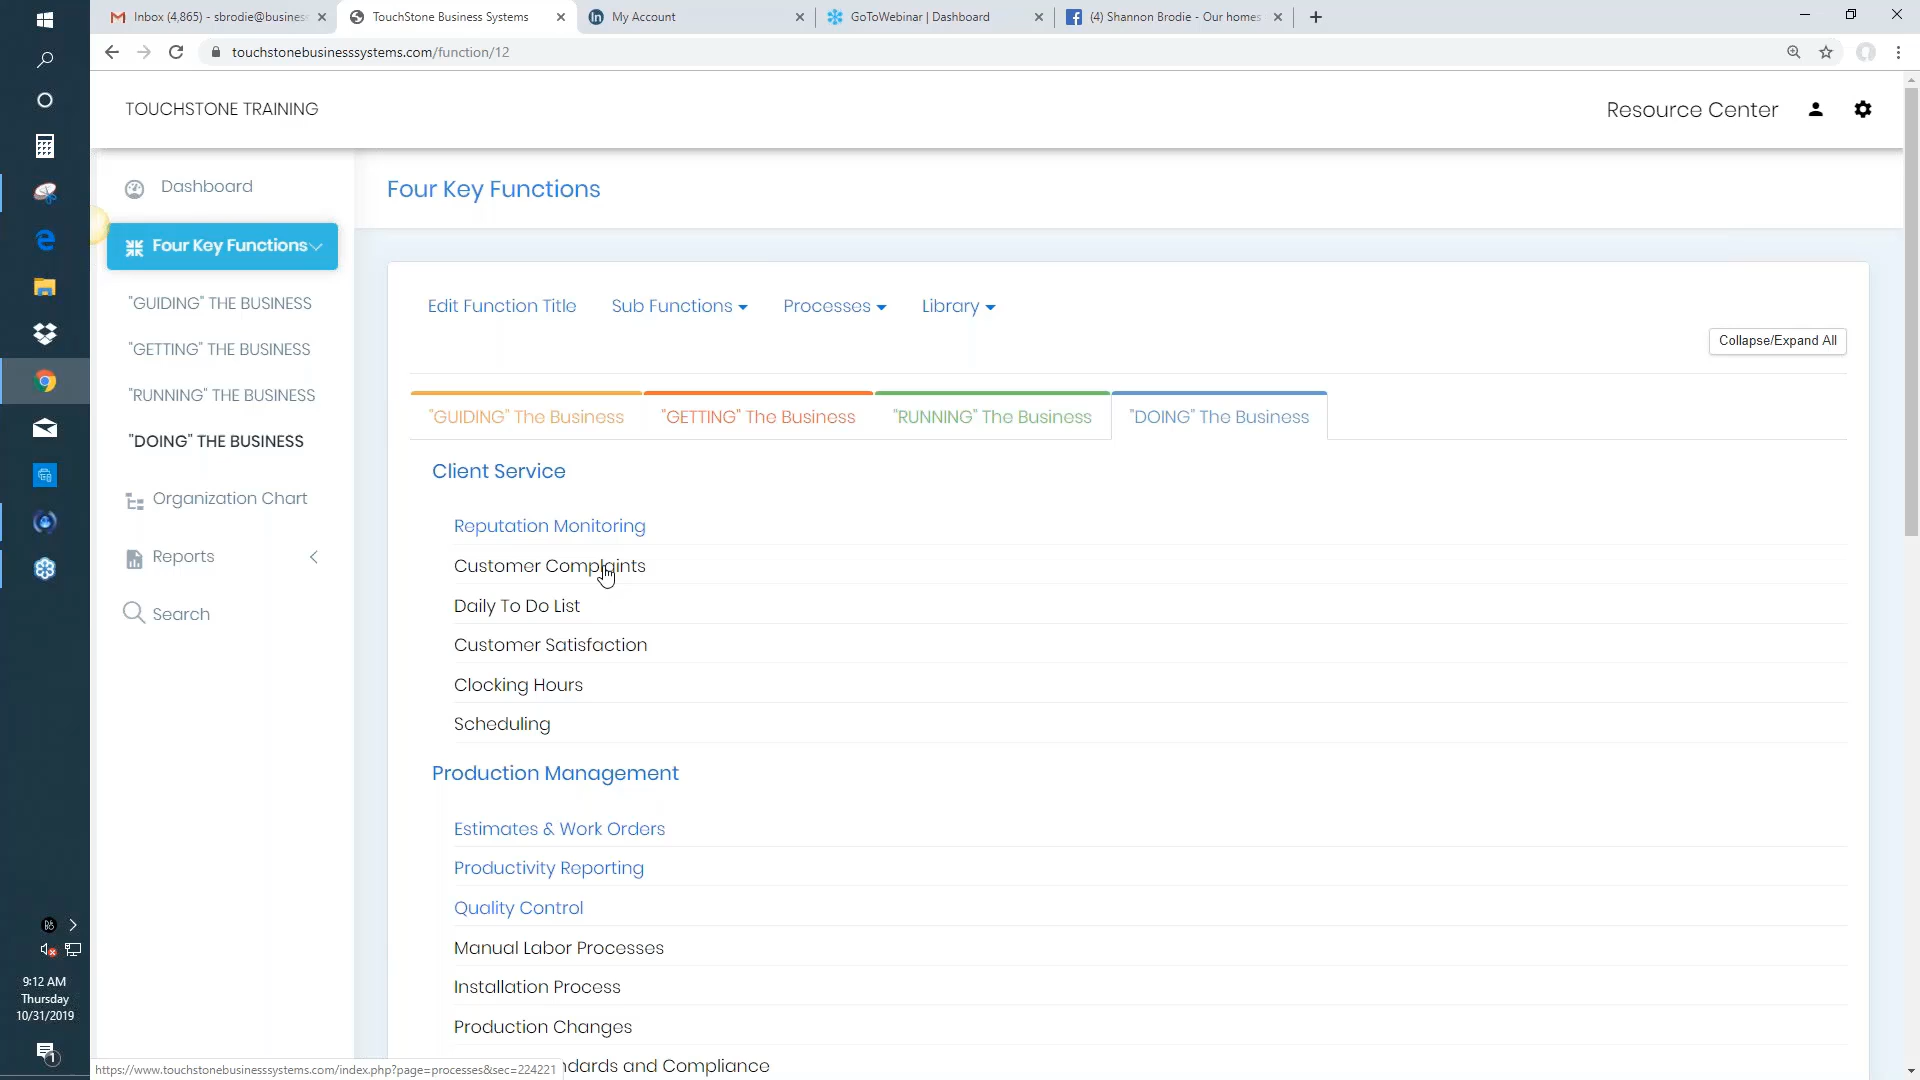 Inbox (4,865) - sbrodie@busines
TouchStone Business Systems
My Account
GoToWebinar | Dashboard
(4) Shannon Brodie - Our homes
touchstonebusinesssystems.com/function/12
TOUCHSTONE TRAINING
Resource Center
Dashboard
Four Key Functions
"GUIDING" THE BUSINESS
"GETTING" THE BUSINESS
"RUNNING" THE BUSINESS
"DOING" THE BUSINESS
Organization Chart
Reports
Search
Four Key Functions
Edit Function Title
Sub Functions
Processes
Library
Collapse/Expand All
"GUIDING" The Business
"GETTING" The Business
"RUNNING" The Business
"DOING" The Business
Client Service
Reputation Monitoring
Customer Complaints
Daily To Do List
Customer Satisfaction
Clocking Hours
Scheduling
Production Management
Estimates & Work Orders
Productivity Reporting
Quality Control
Manual Labor Processes
Installation Process
Production Changes
ndards and Compliance
9:12 AM
Thursday
10/31/2019
1
https://www.touchstonebusinesssystems.com/index.php?page=processes&sec=224221